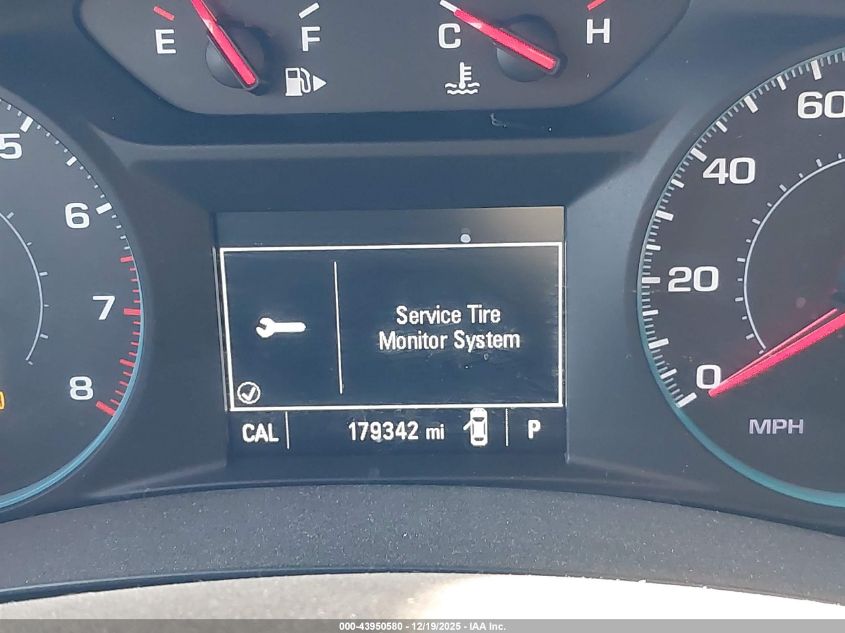 E F C H
5
6
7
8
60
40
20
0
MPH
Service Tire
Monitor System
CAL 179342 mi P
000-43950580 - 12/19/2025 - IAA Inc.